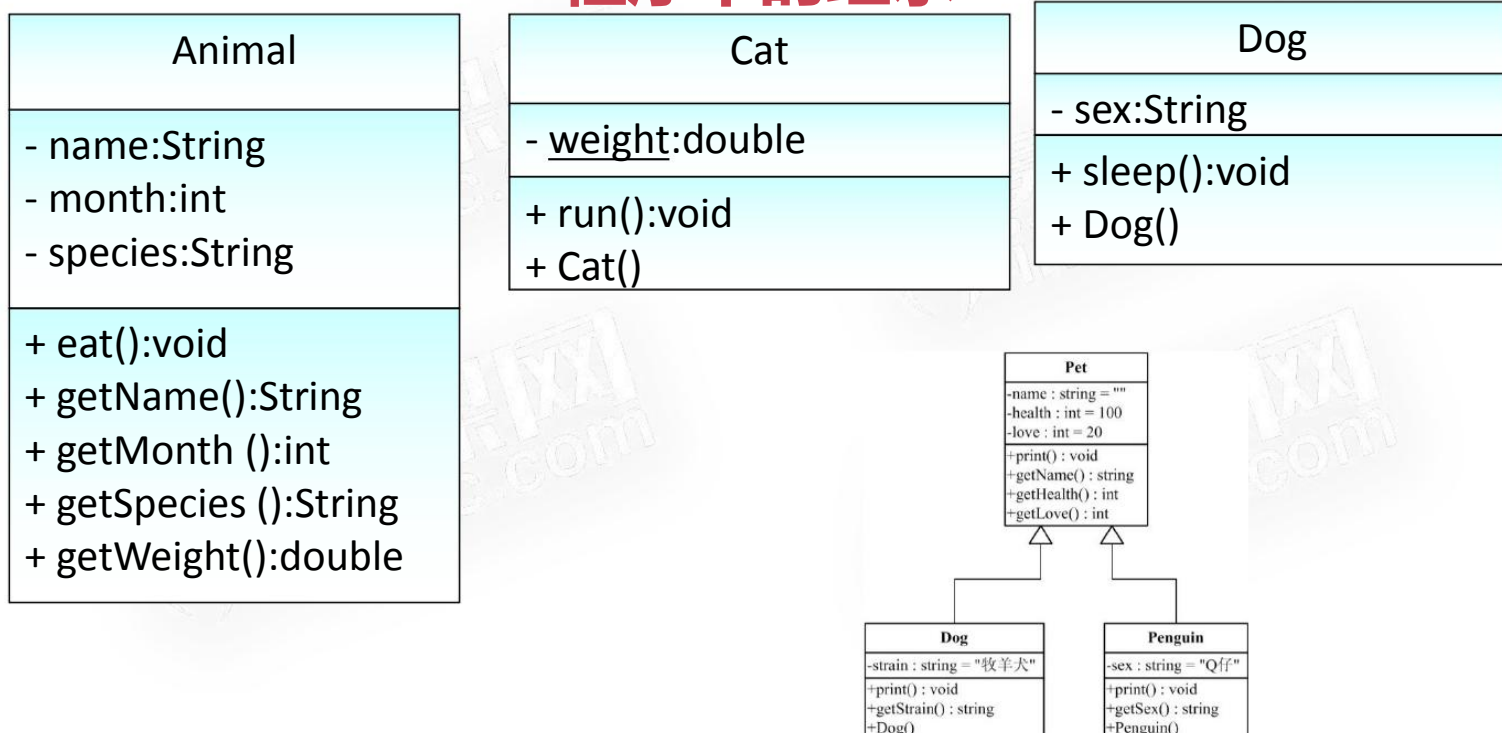 Animal
- name:String
- month:int
- species:String
+ eat():void
+ getName():String
+ getMonth ():int
+ getSpecies ():String
+ getWeight():double
Cat
- weight:double
+ run():void
+ Cat()
Dog
- sex:String
+ sleep():void
+ Dog()
Pet
-name : string = ""
-health : int = 100
-love : int = 20
+print() : void
+getName() : string
+getHealth() : int
+getLove() : int
Dog
-strain : string = "牧羊犬"
+print() : void
+getStrain() : string
+Dog()
Penguin
-sex : string = "Q仔"
+print() : void
+getSex() : string
+Penguin()